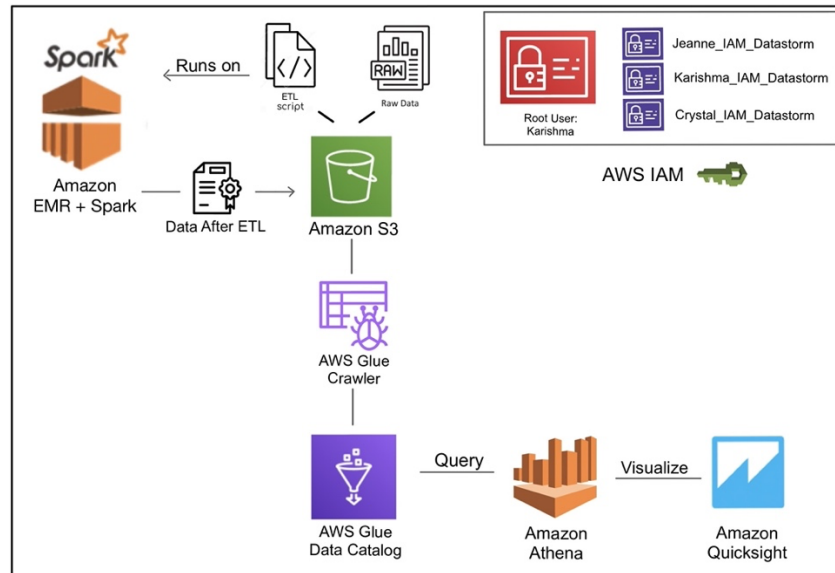 Spark
Runs on
ETL
script
RAW
Raw Data
Root User:
Karishma
Jeanne_IAM_Datastorm
Karishma_IAM_Datastorm
Crystal_IAM_Datastorm
AWS IAM
Amazon
EMR + Spark
Data After ETL
Amazon S3
AWS Glue
Crawler
AWS Glue
Data Catalog
Query
Amazon
Athena
Visualize
Amazon
Quicksight